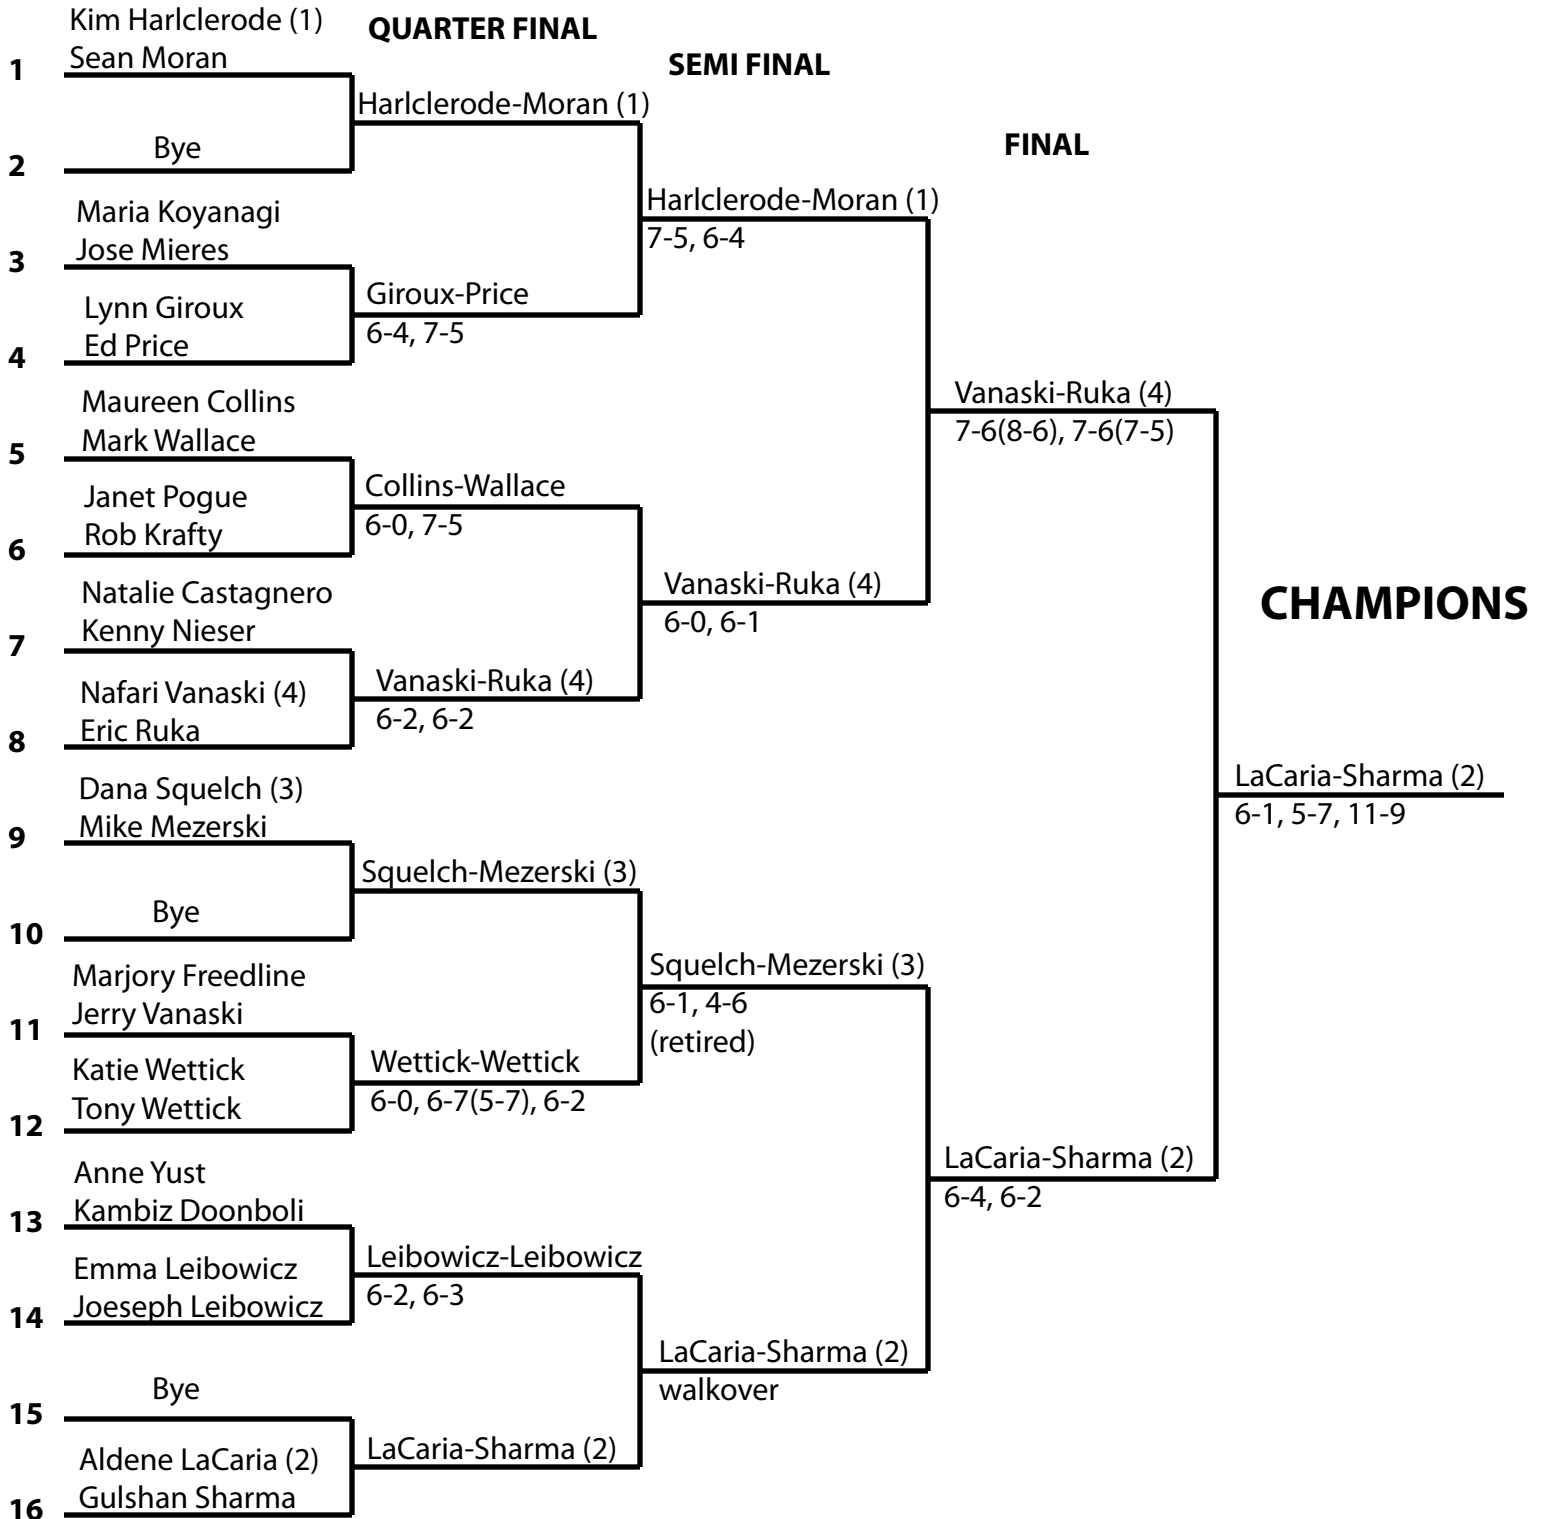 Kim Harlclerode (1)
Sean Moran
1
Bye
2
Maria Koyanagi
Jose Mieres
3
Lynn Giroux
Ed Price
4
Maureen Collins
Mark Wallace
5
Janet Pogue
Rob Krafty
6
Natalie Castagnero
Kenny Nieser
7
Nafari Vanaski (4)
Eric Ruka
8
Dana Squelch (3)
Mike Mezerski
9
Bye
10
Marjory Freedline
Jerry Vanaski
11
Katie Wettick
Tony Wettick
12
Anne Yust
Kambiz Doonboli
13
Emma Leibowicz
Joeseph Leibowicz
14
Bye
15
Aldene LaCaria (2)
Gulshan Sharma
16
QUARTER FINAL
Harlclerode-Moran (1)
Giroux-Price
6-4, 7-5
Collins-Wallace
6-0, 7-5
Vanaski-Ruka (4)
6-2, 6-2
Squelch-Mezerski (3)
Wettick-Wettick
6-0, 6-7(5-7), 6-2
Leibowicz-Leibowicz
6-2, 6-3
LaCaria-Sharma (2)
SEMI FINAL
Harlclerode-Moran (1)
7-5, 6-4
Vanaski-Ruka (4)
6-0, 6-1
Squelch-Mezerski (3)
6-1, 4-6
(retired)
LaCaria-Sharma (2)
walkover
FINAL
Vanaski-Ruka (4)
7-6(8-6), 7-6(7-5)
LaCaria-Sharma (2)
6-4, 6-2
CHAMPIONS
LaCaria-Sharma (2)
6-1, 5-7, 11-9